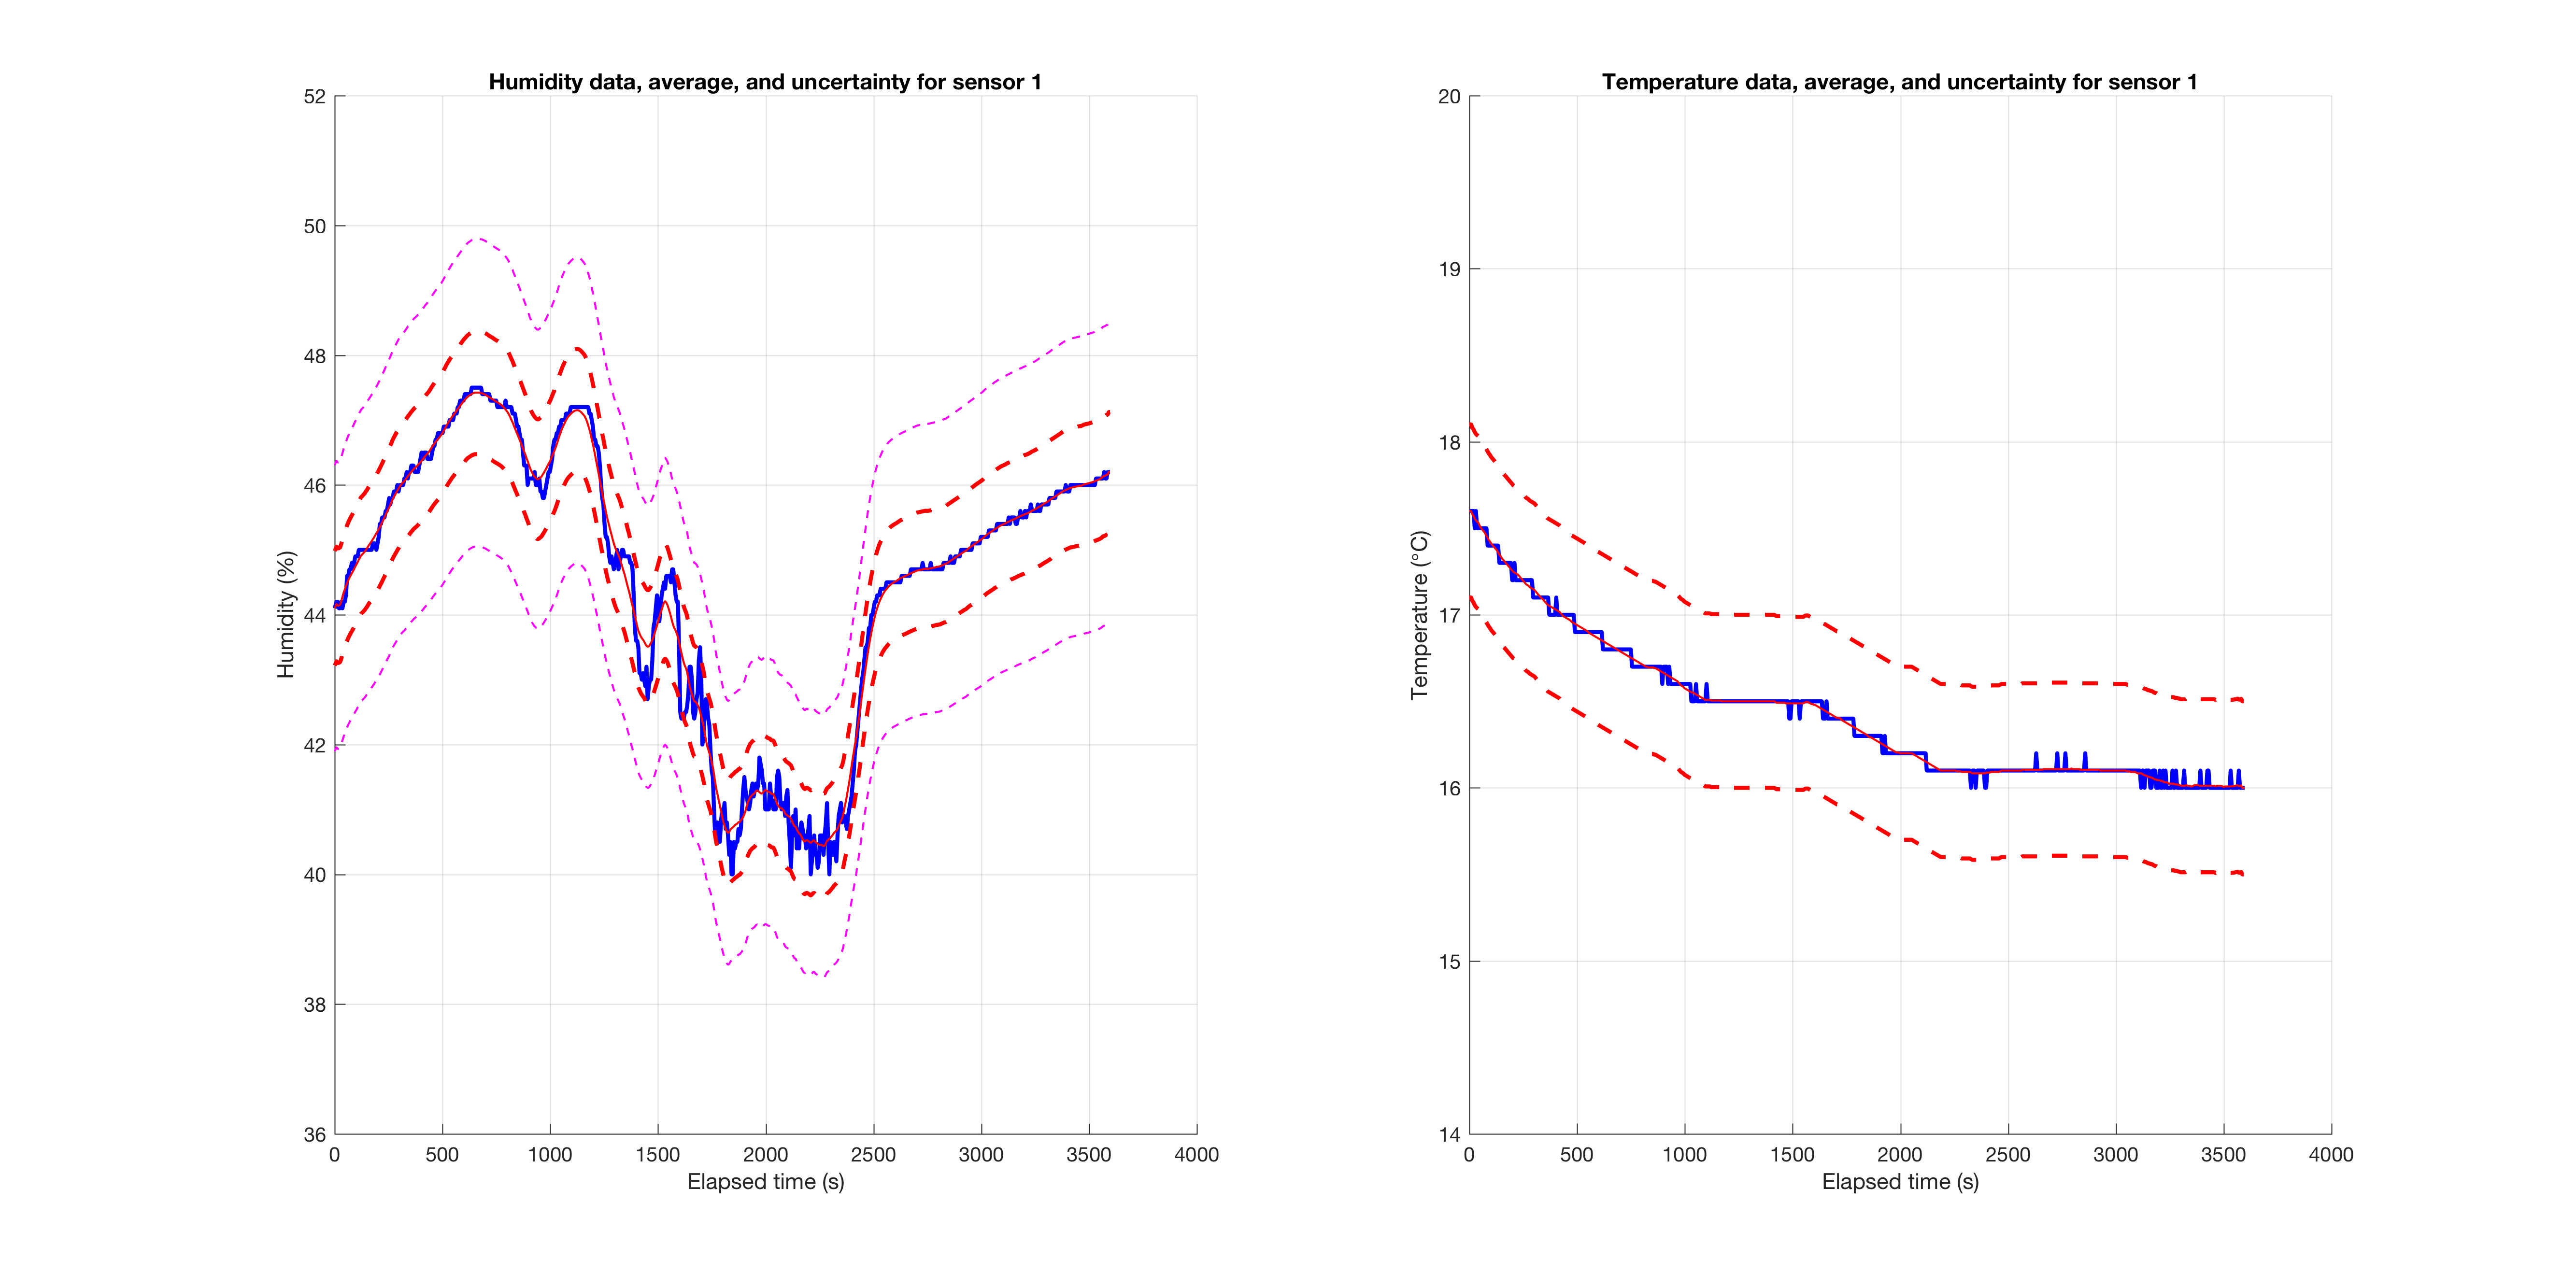 Humidity data, average, and uncertainty for sensor 1
52
50
48
46
44
42
40
38
36
Humidity (%)
0 500 1000 1500 2000 2500 3000 3500 4000
Elapsed time (s)
Temperature data, average, and uncertainty for sensor 1
20
19
18
17
16
15
14
Temperature (°C)
0 500 1000 1500 2000 2500 3000 3500 4000
Elapsed time (s)